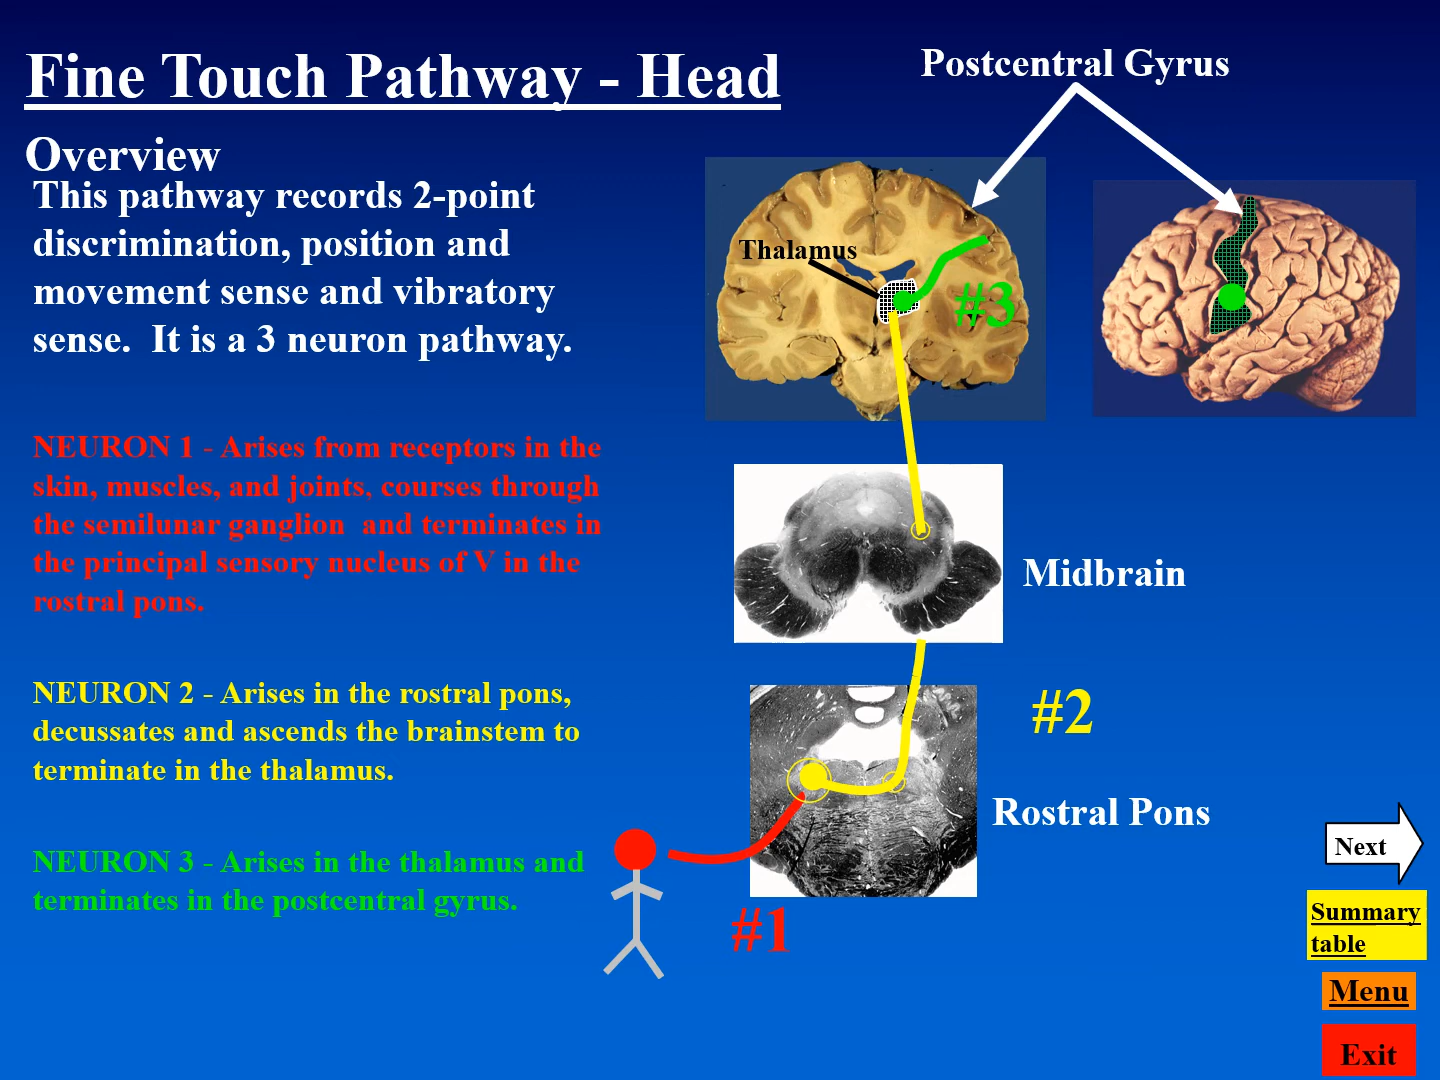 Fine Touch Pathway - Head
Overview
This pathway records 2-point
discrimination, position and
movement sense and vibratory
sense.  It is a 3 neuron pathway.
NEURON 1 - Arises from receptors in the
skin, muscles, and joints, courses through
the semilunar ganglion  and terminates in
the principal sensory nucleus of V in the
rostral pons.
NEURON 2 - Arises in the rostral pons,
decussates and ascends the brainstem to
terminate in the thalamus.
NEURON 3 - Arises in the thalamus and
terminates in the postcentral gyrus.
Postcentral Gyrus
Thalamus
#3
Midbrain
#2
Rostral Pons
#1
Next
Summary
table
Menu
Exit